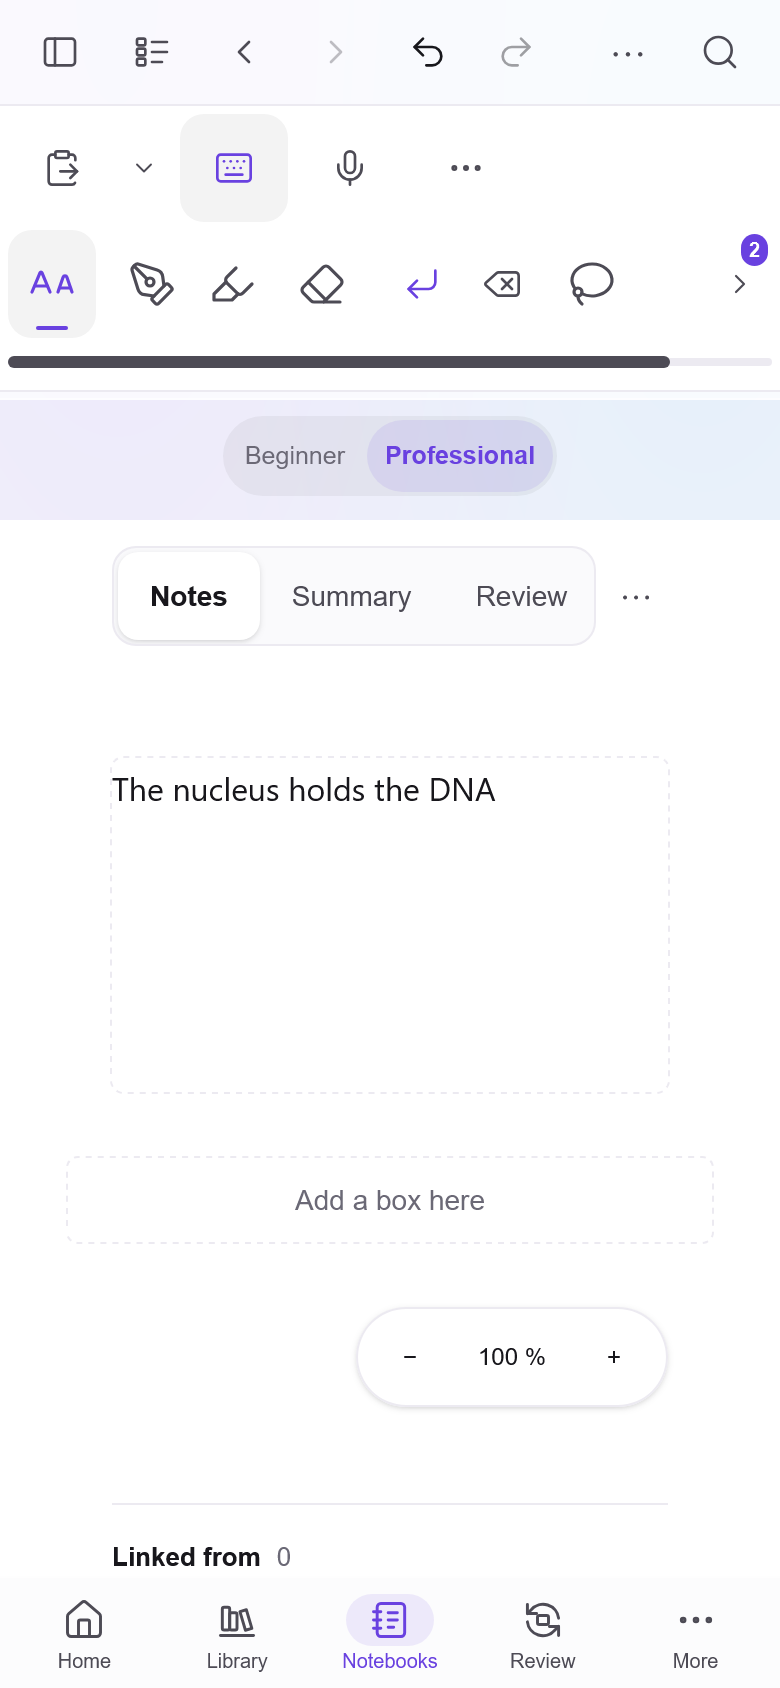 2
Beginner
Professional
Notes
Summary
Review
The nucleus holds the DNA
Add a box here
− 100 % +
Linked from 0
Home
Library
Notebooks
Review
More